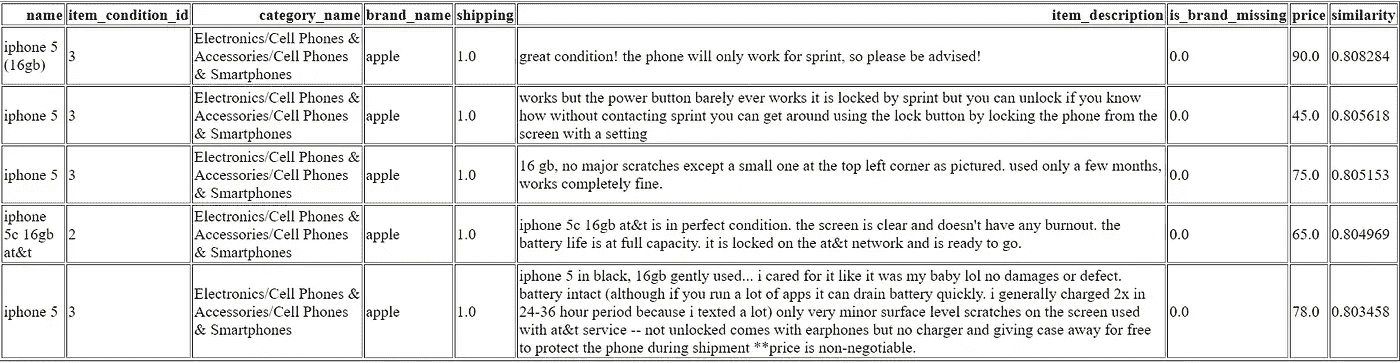 name item_condition_id category_name brand_name shipping item_description is_brand_missing price similarity
iphone 5 (16gb) 3 Electronics/Cell Phones & Accessories/Cell Phones & Smartphones apple 1.0 great condition! the phone will only work for sprint, so please be advised! 0.0 90.0 0.808284
iphone 5 3 Electronics/Cell Phones & Accessories/Cell Phones & Smartphones apple 1.0 works but the power button barely ever works it is locked by sprint but you can unlock if you know how without contacting sprint you can get around using the lock button by locking the phone from the screen with a setting 0.0 45.0 0.805618
iphone 5 3 Electronics/Cell Phones & Accessories/Cell Phones & Smartphones apple 1.0 16 gb, no major scratches except a small one at the top left corner as pictured. used only a few months, works completely fine. 0.0 75.0 0.805153
iphone 5c 16gb at&t 2 Electronics/Cell Phones & Accessories/Cell Phones & Smartphones apple 1.0 iphone 5c 16gb at&t is in perfect condition. the screen is clear and doesn't have any burnout. the battery life is at full capacity. it is locked on the at&t network and is ready to go. 0.0 65.0 0.804969
iphone 5 3 Electronics/Cell Phones & Accessories/Cell Phones & Smartphones apple 1.0 iphone 5 in black, 16gb gently used... i cared for it like it was my baby lol no damages or defect. battery intact (although if you run a lot of apps it can drain battery quickly. i generally charged 2x in 24-36 hour period because i texted a lot) only very minor surface level scratches on the screen used with at&t service -- not unlocked comes with earphones but no charger and giving case away for free to protect the phone during shipment **price is non-negotiable. 0.0 78.0 0.803458